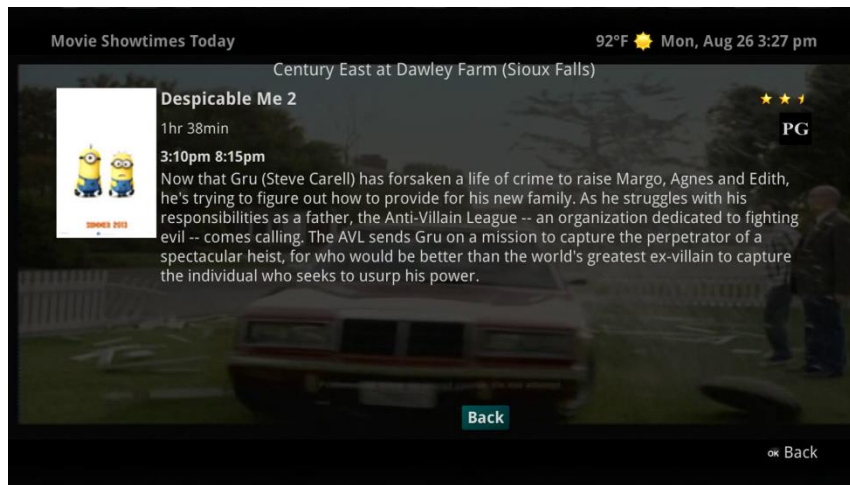 Movie Showtimes Today
92°F Mon, Aug 26 3:27 pm
Century East at Dawley Farm (Sioux Falls)
Despicable Me 2
1hr 38min
PG
3:10pm 8:15pm
Now that Gru (Steve Carell) has forsaken a life of crime to raise Margo, Agnes and Edith,
he's trying to figure out how to provide for his new family. As he struggles with his
responsibilities as a father, the Anti-Villain League -- an organization dedicated to fighting
evil -- comes calling. The AVL sends Gru on a mission to capture the perpetrator of a
spectacular heist, for who would be better than the world's greatest ex-villain to capture
the individual who seeks to usurp his power.
SUMMER 2013
Back
OK Back